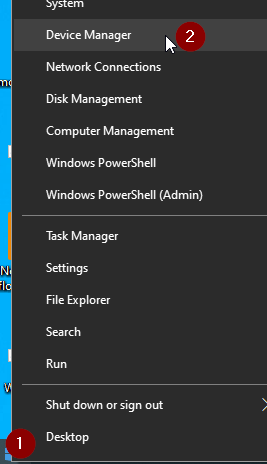 System
Device Manager
2
Network Connections
Disk Management
Computer Management
Windows PowerShell
Windows PowerShell (Admin)
Task Manager
Settings
File Explorer
Search
Run
Shut down or sign out
Desktop
1